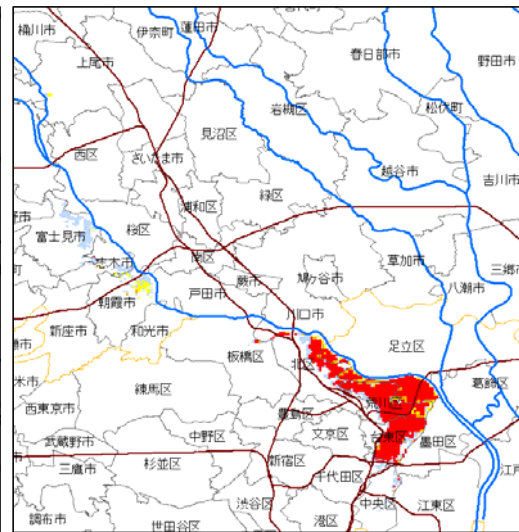 桶川市
伊奈町
蓮田市
春日部市
野田市
上尾市
岩槻区
松伏町
見沼区
西区
さいたま市
越谷市
吉川市
緑区
浦和区
富士見市
桜区
南区
志木市
草加市
三郷市
鳩ヶ谷市
蕨市
八潮市
戸田市
朝霞市
川口市
新座市
和光市
足立区
板橋区
北区
葛飾区
練馬区
荒川区
西東京市
豊島区
文京区
台東区
墨田区
中野区
武蔵野市
杉並区
新宿区
三鷹市
千代田区
江戸
渋谷区
中央区
江東区
調布市
世田谷区
港区